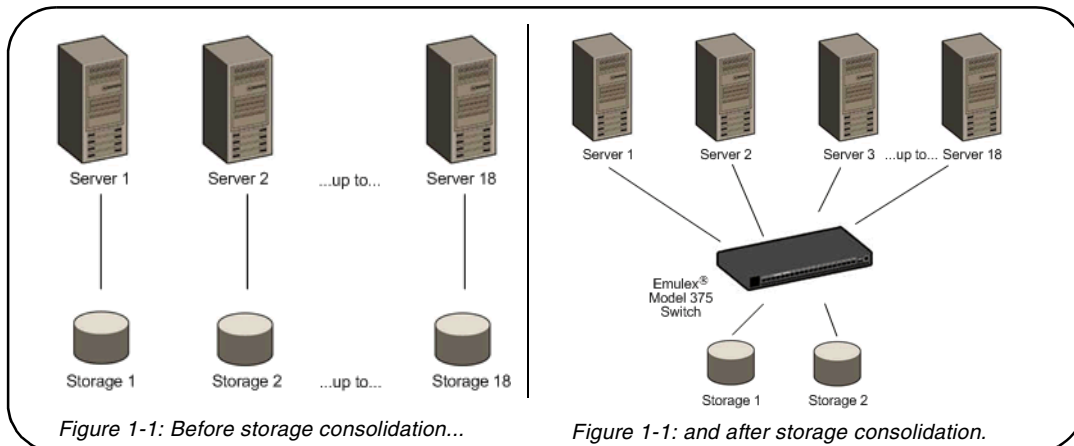 Server 1
Server 2
...up to...
Server 18
Storage 1
Storage 2
...up to...
Storage 18
Figure 1-1: Before storage consolidation...
Server 1
Server 2
Server 3
...up to...
Server 18
Emulex®
Model 375
Switch
Storage 1
Storage 2
Figure 1-1: and after storage consolidation.